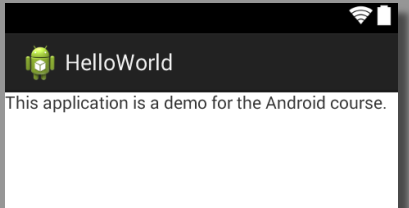 HelloWorld
This application is a demo for the Android course.